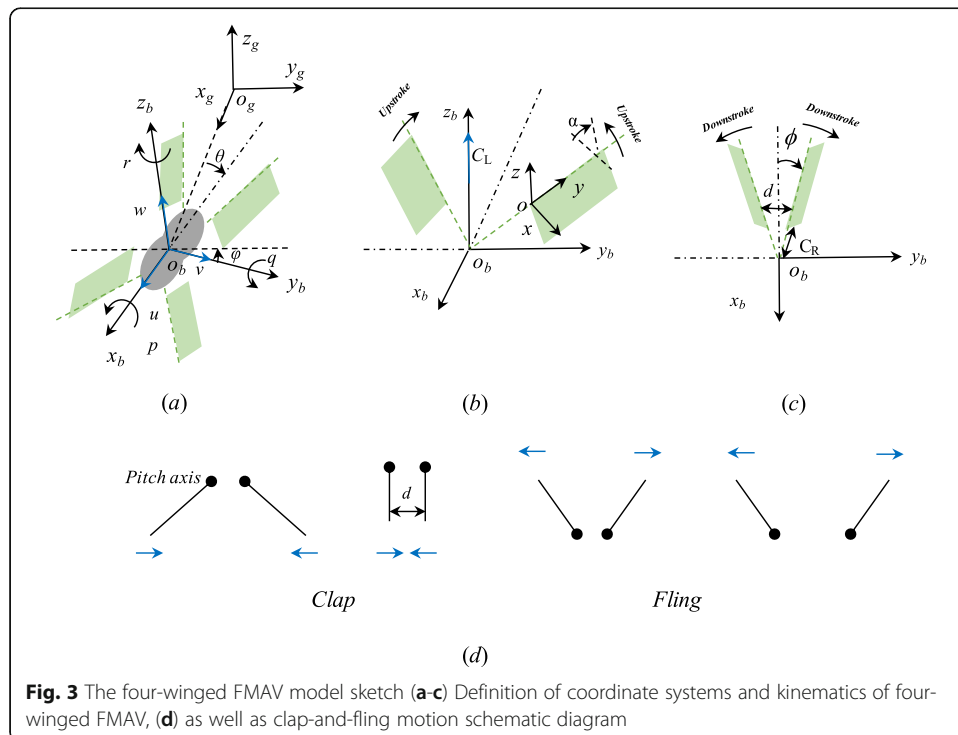 z_g
y_g
x_g
o_g
z_b
r
θ
w
o_b
v
φ
q
y_b
u
p
x_b
(a)
Upstroke
z_b
C_L
α
Upstroke
z
y
o
x
o_b
y_b
x_b
(b)
Downstroke
Downstroke
ϕ
d
C_R
o_b
y_b
x_b
(c)
Pitch axis
d
Clap
Fling
(d)
Fig. 3 The four-winged FMAV model sketch (a-c) Definition of coordinate systems and kinematics of four-
winged FMAV, (d) as well as clap-and-fling motion schematic diagram